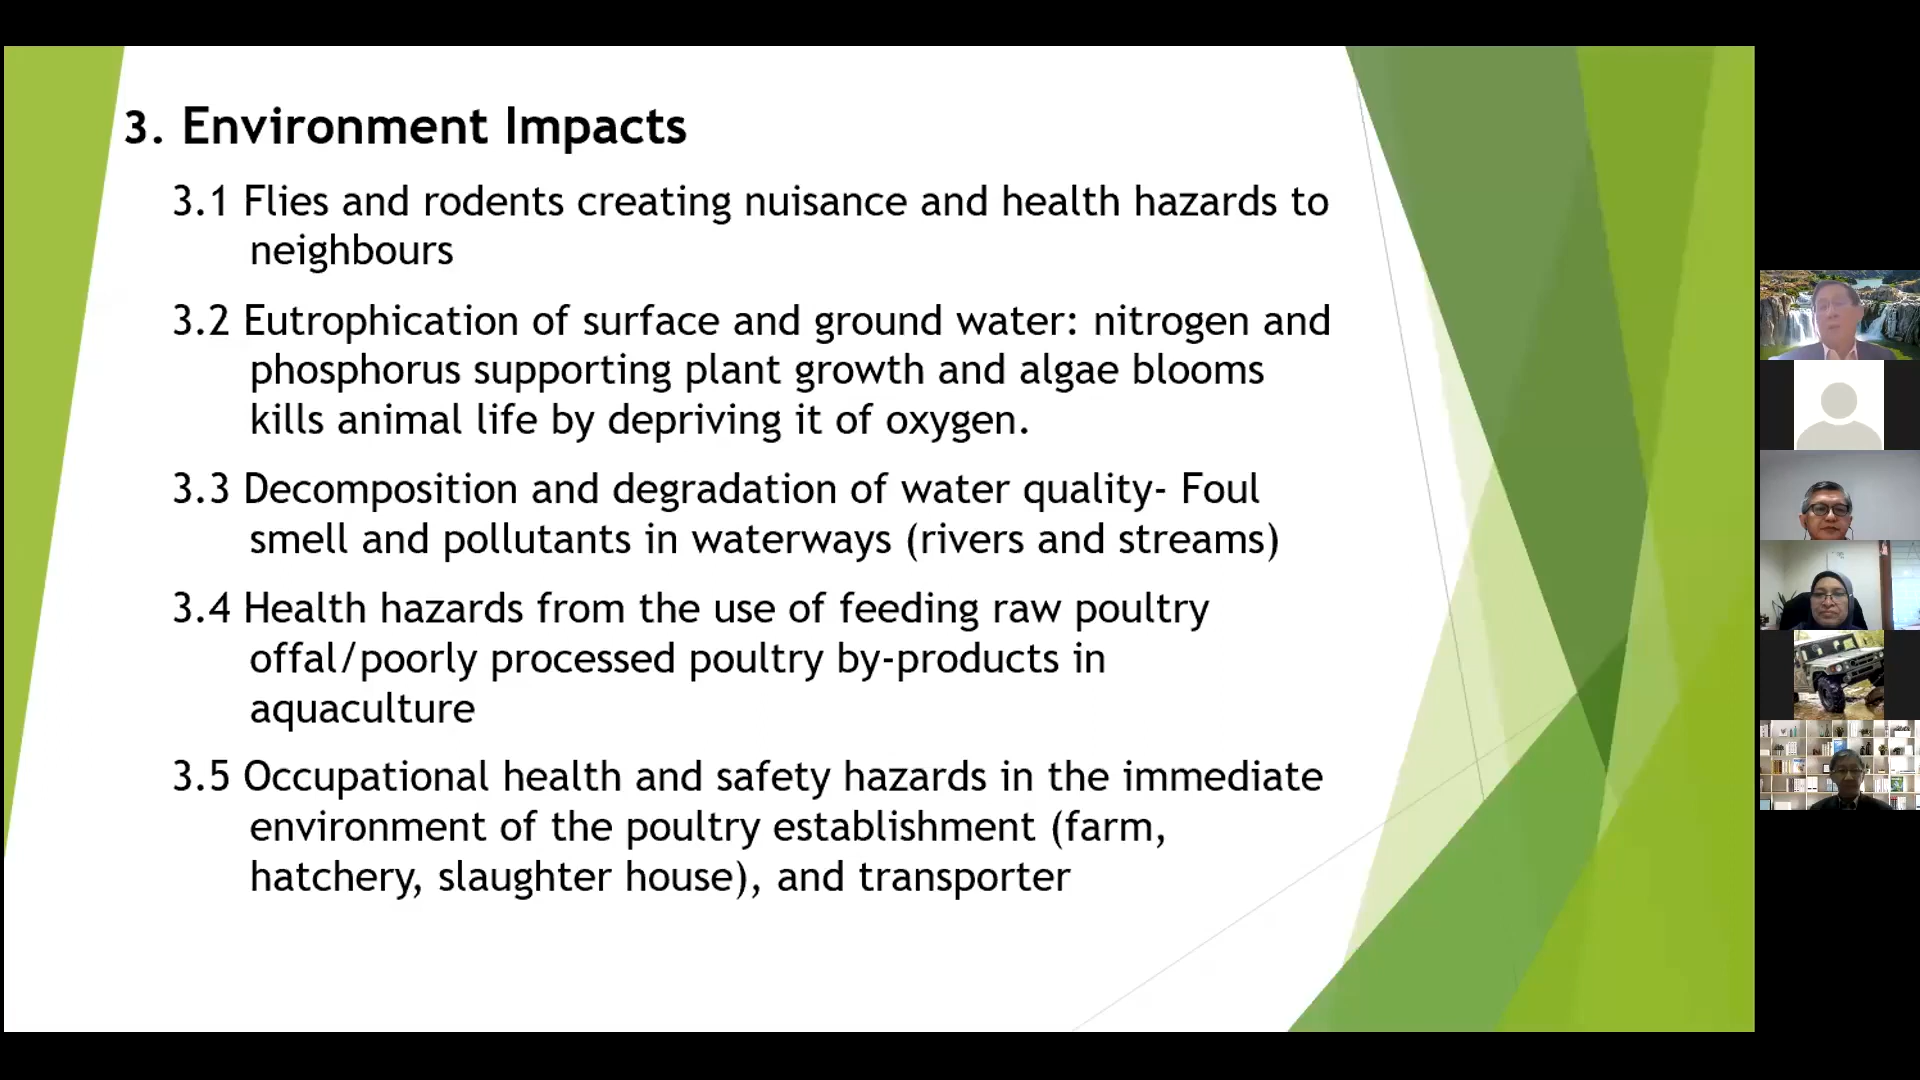 3. Environment Impacts
3.1 Flies and rodents creating nuisance and health hazards to
neighbours
3.2 Eutrophication of surface and ground water: nitrogen and
phosphorus supporting plant growth and algae blooms
kills animal life by depriving it of oxygen.
3.3 Decomposition and degradation of water quality- Foul
smell and pollutants in waterways (rivers and streams)
3.4 Health hazards from the use of feeding raw poultry
offal/poorly processed poultry by-products in
aquaculture
3.5 Occupational health and safety hazards in the immediate
environment of the poultry establishment (farm,
hatchery, slaughter house), and transporter